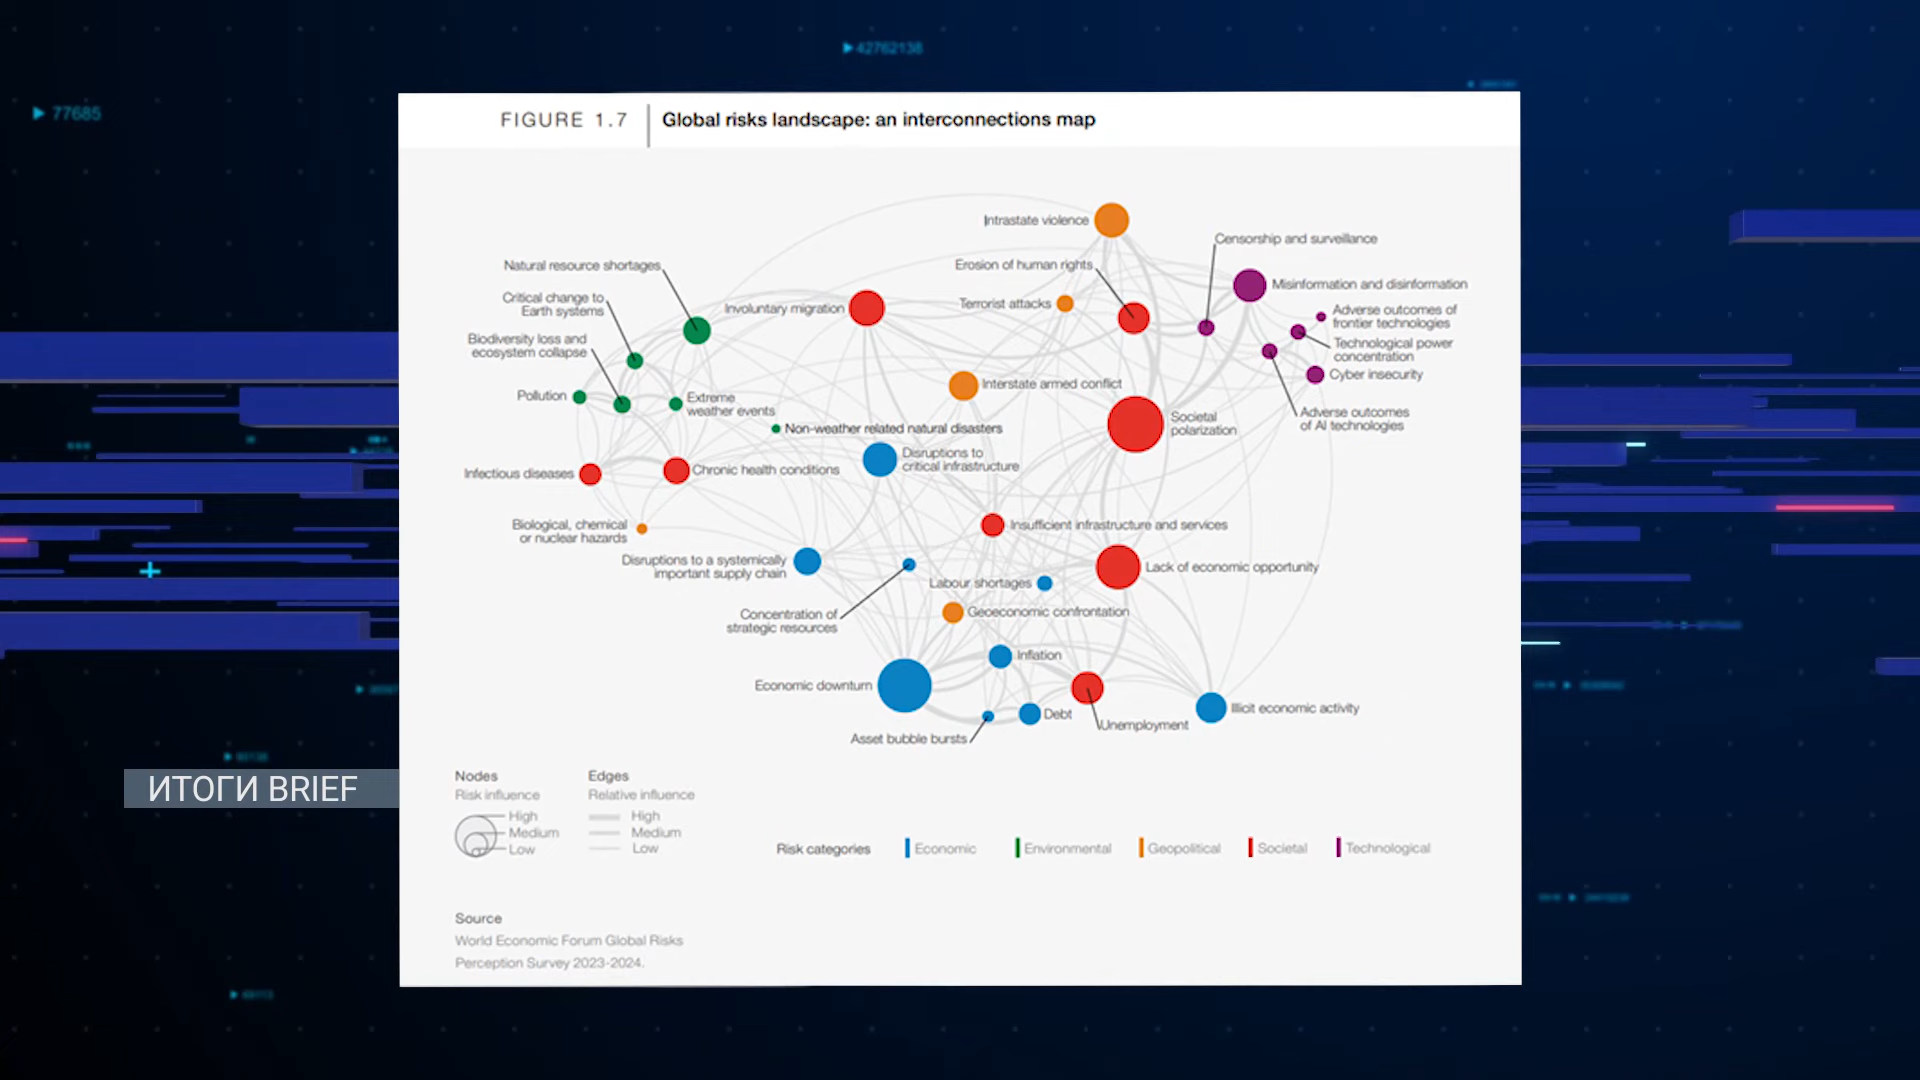 42762138
77685
FIGURE 1.7
Global risks landscape: an interconnections map
Intrastate violence
Censorship and surveillance
Natural resource shortages
Erosion of human rights
Misinformation and disinformation
Critical change to
Earth systems
Involuntary migration
Terrorist attacks
Adverse outcomes of
frontier technologies
Biodiversity loss and
ecosystem collapse
Technological power
concentration
Cyber insecurity
Interstate armed conflict
Pollution
Extreme
weather events
Adverse outcomes
of AI technologies
Societal
polarization
Non-weather related natural disasters
Disruptions to
critical infrastructure
Infectious diseases
Chronic health conditions
Biological, chemical
or nuclear hazards
Insufficient infrastructure and services
Disruptions to a systemically
important supply chain
Lack of economic opportunity
Labour shortages
Concentration of
strategic resources
Geoeconomic confrontation
Inflation
Economic downturn
Debt
Unemployment
Illicit economic activity
Asset bubble bursts
ИТОГИ BRIEF
Nodes
Risk influence
High
Medium
Low
Edges
Relative influence
High
Medium
Low
Risk categories
Economic
Environmental
Geopolitical
Societal
Technological
Source
World Economic Forum Global Risks
Perception Survey 2023-2024.